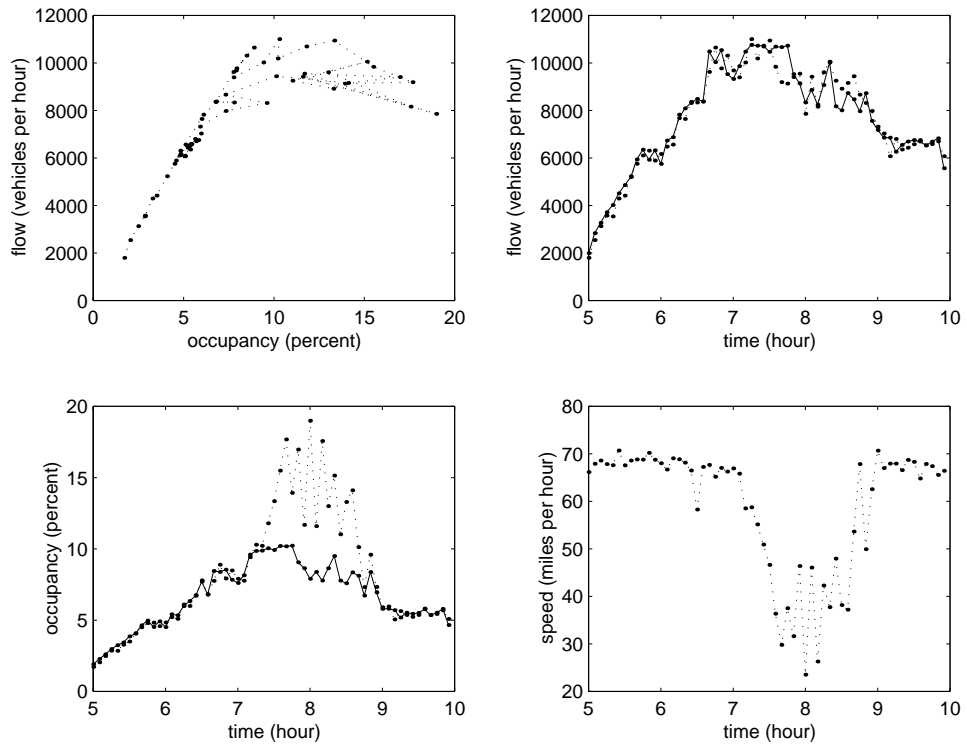 12000
10000
8000
6000
4000
2000
0
flow (vehicles per hour)
0 5 10 15 20
occupancy (percent)
12000
10000
8000
6000
4000
2000
0
flow (vehicles per hour)
5 6 7 8 9 10
time (hour)
20
15
10
5
0
occupancy (percent)
5 6 7 8 9 10
time (hour)
80
70
60
50
40
30
20
speed (miles per hour)
5 6 7 8 9 10
time (hour)